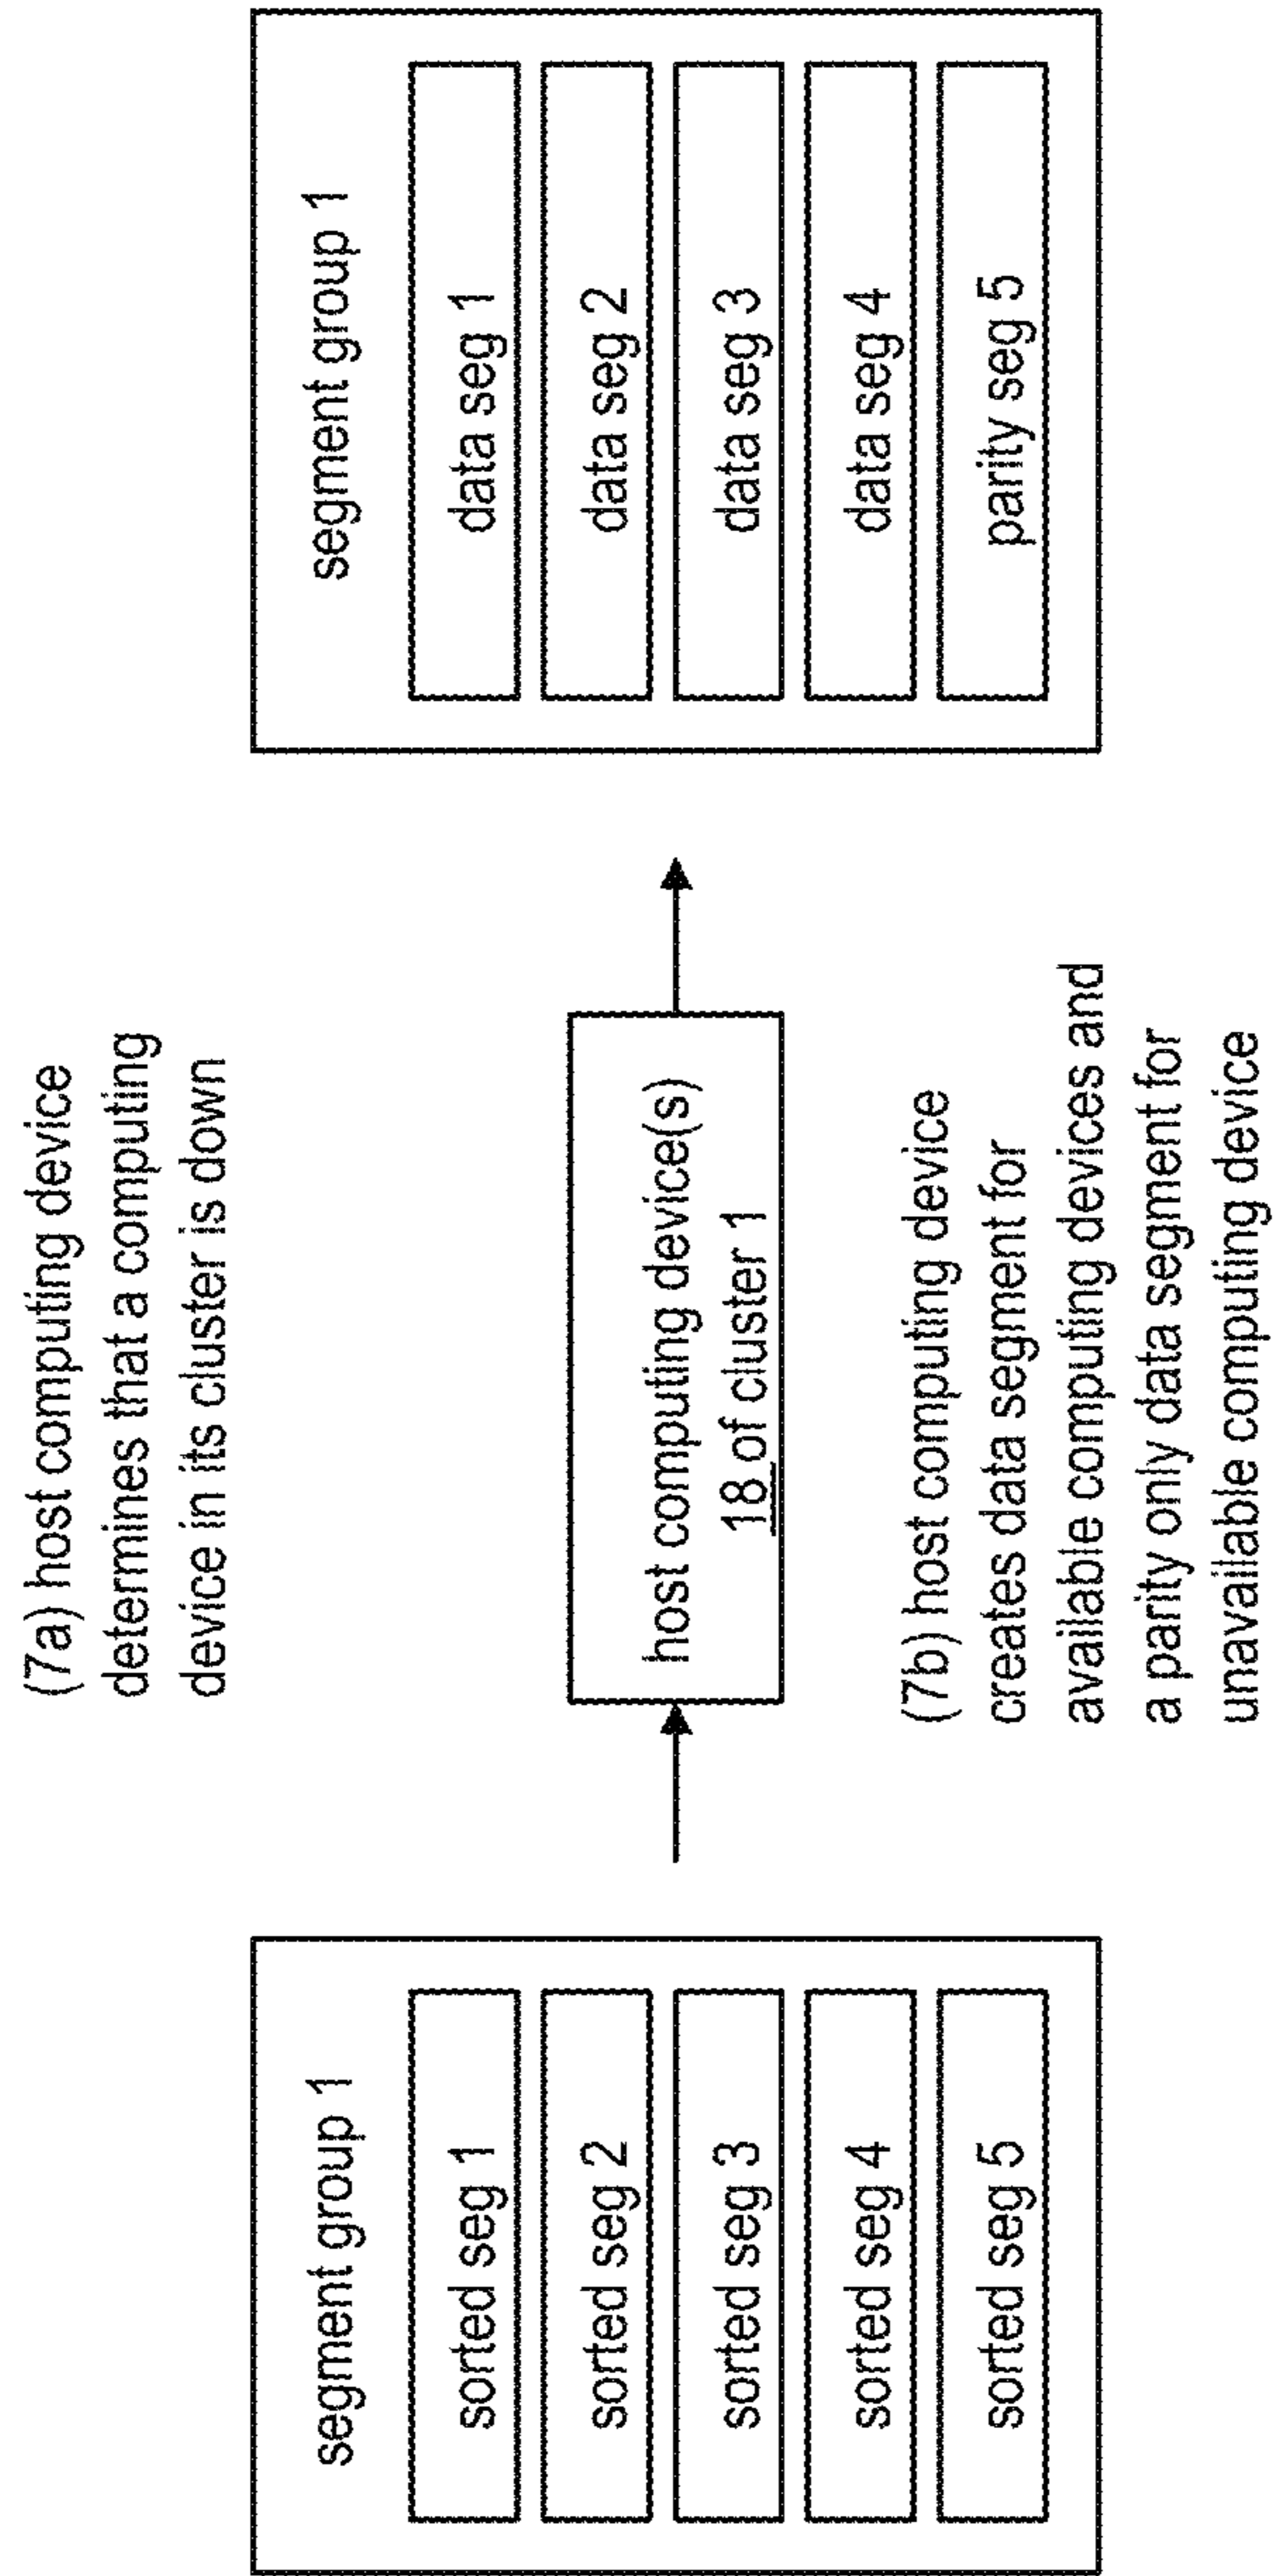 segment group 1
sorted seg 1
sorted seg 2
sorted seg 3
sorted seg 4
sorted seg 5
(7a) host computing device
determines that a computing
device in its cluster is down
host computing device(s)
18 of cluster 1
(7b) host computing device
creates data segment for
available computing devices and
a parity only data segment for
unavailable computing device
segment group 1
data seg 1
data seg 2
data seg 3
data seg 4
parity seg 5